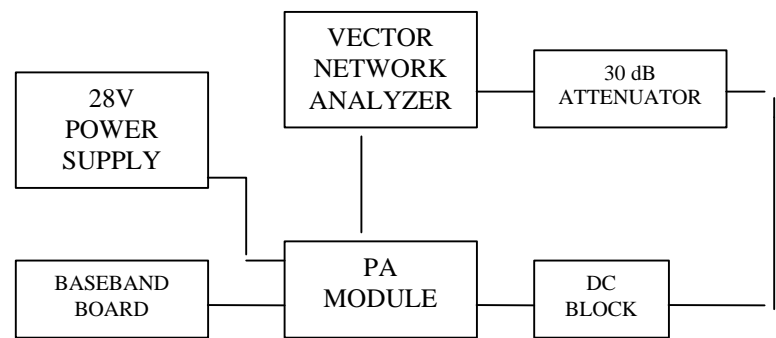 VECTOR
NETWORK
ANALYZER
30 dB
ATTENUATOR
28V
POWER
SUPPLY
BASEBAND
BOARD
PA
MODULE
DC
BLOCK